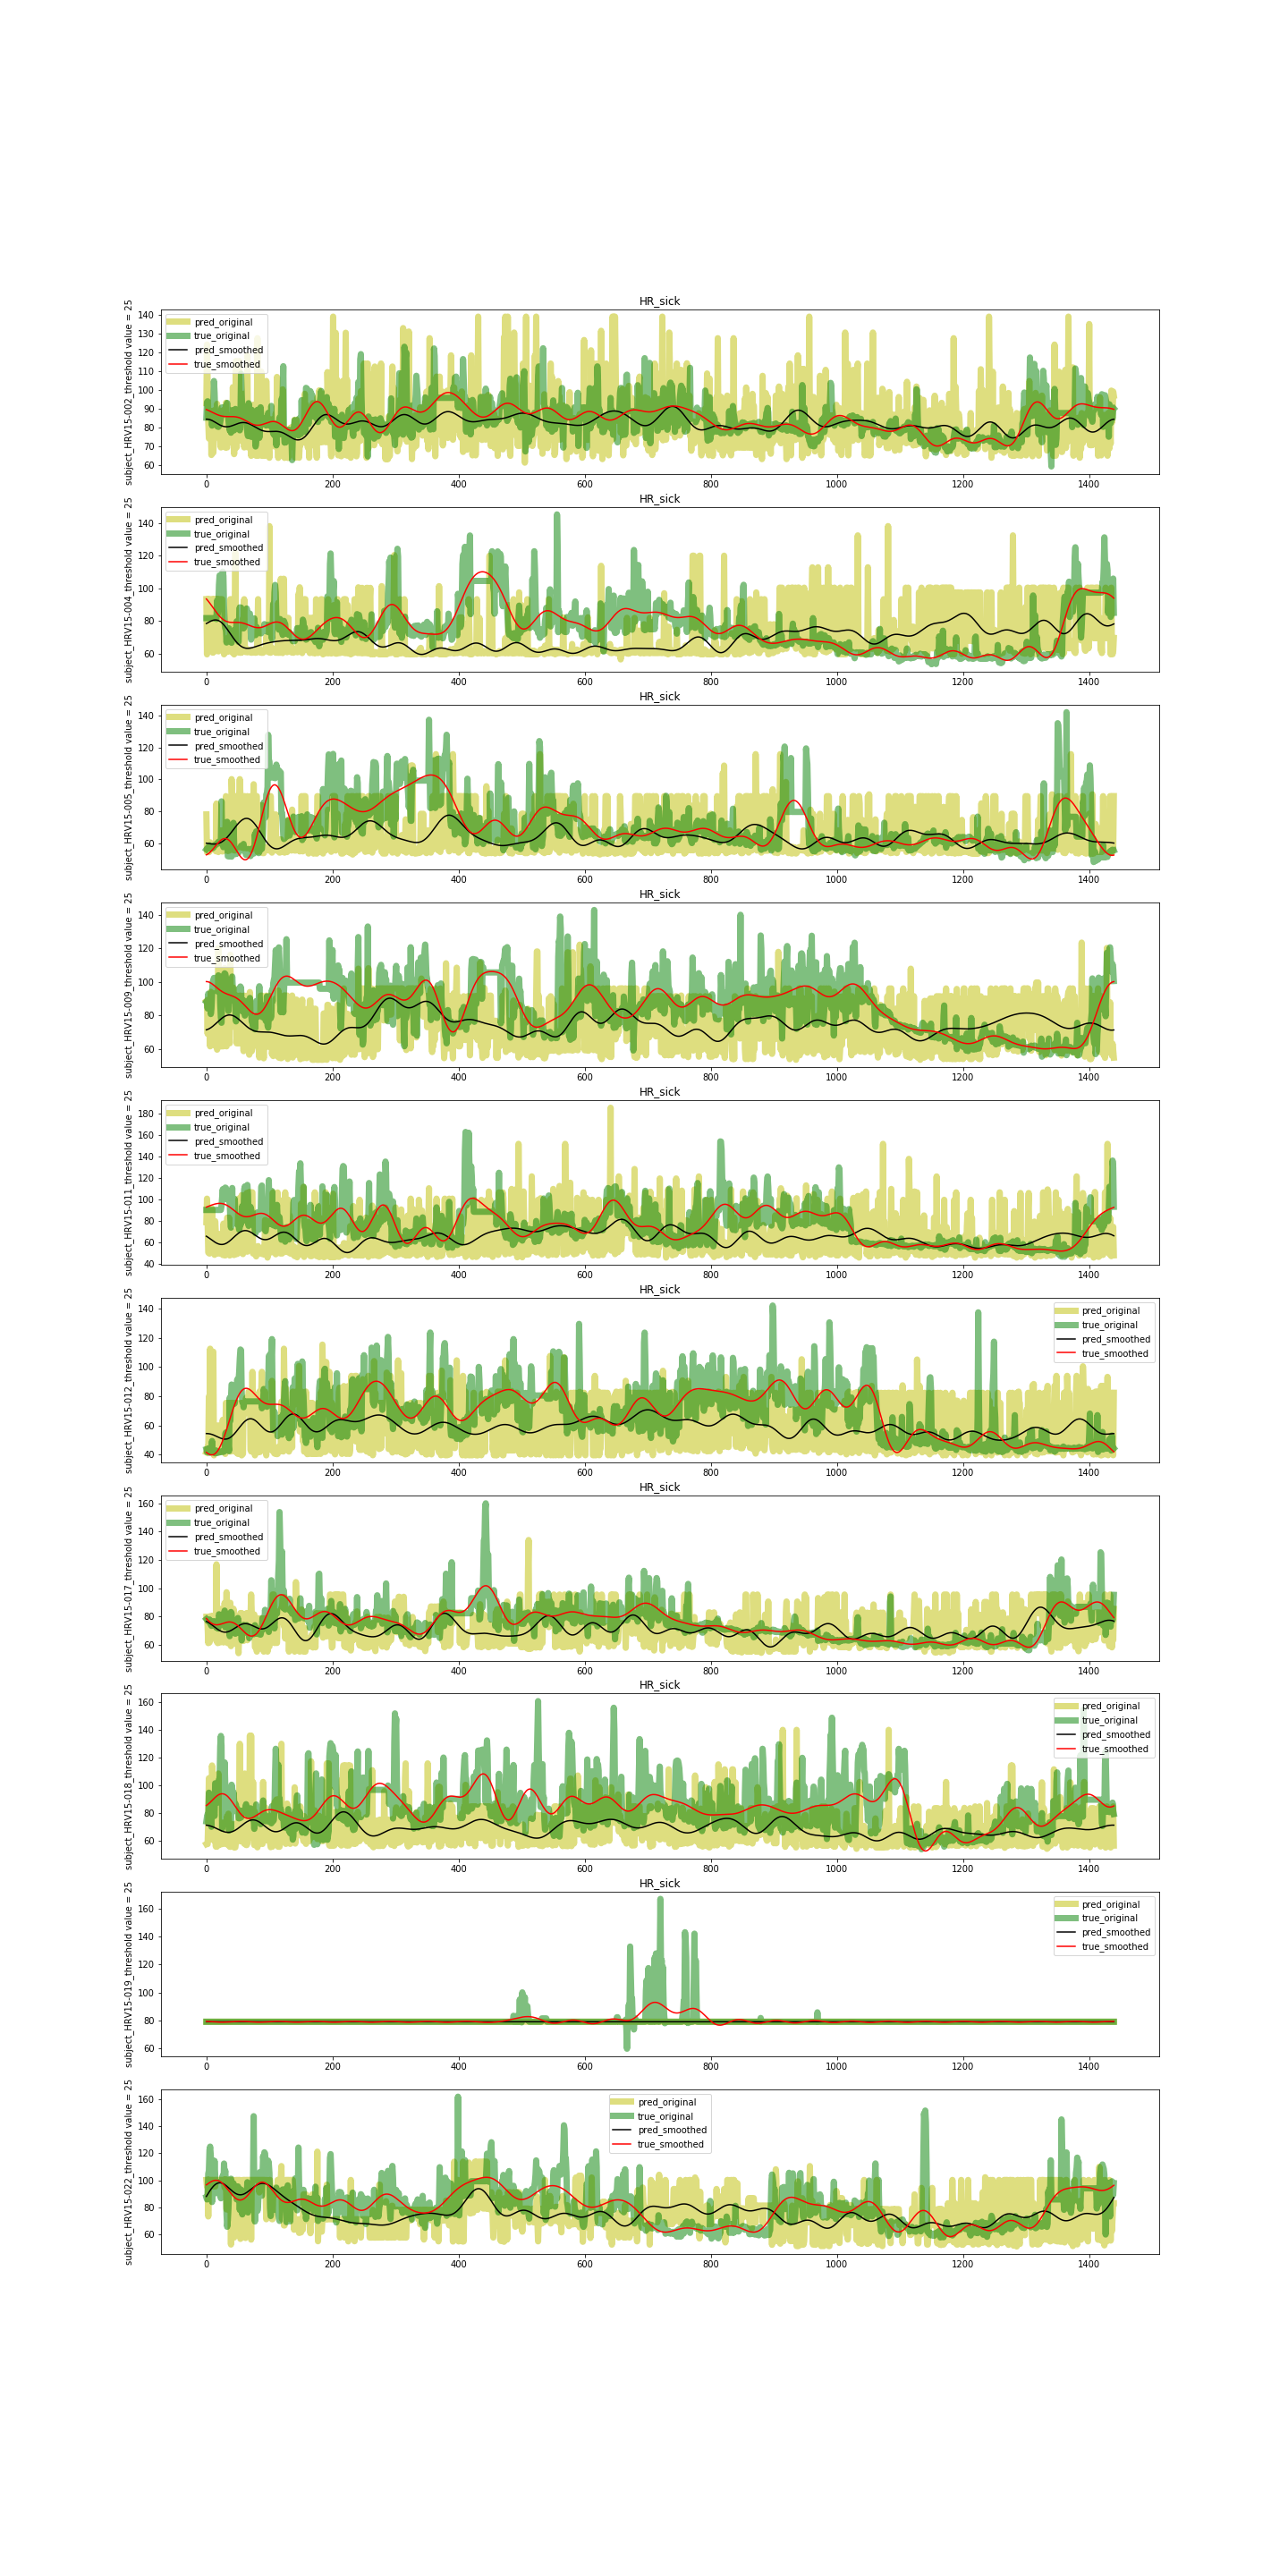 HR_sick
subject_HRV15-002_threshold value = 25
140
130
120
110
100
90
80
70
60
pred_original
true_original
pred_smoothed
true_smoothed
0 200 400 600 800 1000 1200 1400
HR_sick
subject_HRV15-004_threshold value = 25
140
120
100
80
60
pred_original
true_original
pred_smoothed
true_smoothed
0 200 400 600 800 1000 1200 1400
HR_sick
subject_HRV15-005_threshold value = 25
140
120
100
80
60
pred_original
true_original
pred_smoothed
true_smoothed
0 200 400 600 800 1000 1200 1400
HR_sick
subject_HRV15-009_threshold value = 25
140
120
100
80
60
pred_original
true_original
pred_smoothed
true_smoothed
0 200 400 600 800 1000 1200 1400
HR_sick
subject_HRV15-011_threshold value = 25
180
160
140
120
100
80
60
40
pred_original
true_original
pred_smoothed
true_smoothed
0 200 400 600 800 1000 1200 1400
HR_sick
subject_HRV15-012_threshold value = 25
140
120
100
80
60
40
pred_original
true_original
pred_smoothed
true_smoothed
0 200 400 600 800 1000 1200 1400
HR_sick
subject_HRV15-017_threshold value = 25
160
140
120
100
80
60
pred_original
true_original
pred_smoothed
true_smoothed
0 200 400 600 800 1000 1200 1400
HR_sick
subject_HRV15-018_threshold value = 25
160
140
120
100
80
60
pred_original
true_original
pred_smoothed
true_smoothed
0 200 400 600 800 1000 1200 1400
HR_sick
subject_HRV15-019_threshold value = 25
160
140
120
100
80
60
pred_original
true_original
pred_smoothed
true_smoothed
0 200 400 600 800 1000 1200 1400
subject_HRV15-022_threshold value = 25
160
140
120
100
80
60
pred_original
true_original
pred_smoothed
true_smoothed
0 200 400 600 800 1000 1200 1400